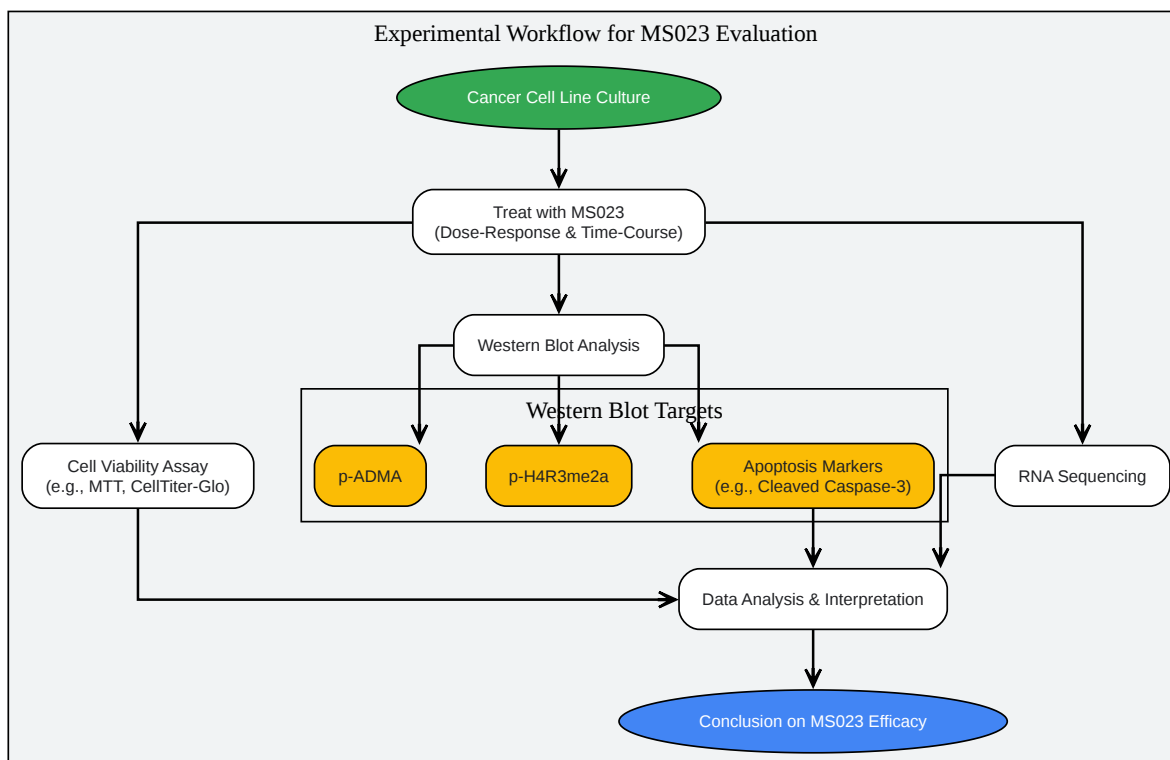 Experimental Workflow for MS023 Evaluation
Cancer Cell Line Culture
Treat with MS023
(Dose-Response & Time-Course)
Western Blot Analysis
Western Blot Targets
Cell Viability Assay
(e.g., MTT, CellTiter-Glo)
p-ADMA
p-H4R3me2a
Apoptosis Markers
(e.g., Cleaved Caspase-3)
RNA Sequencing
Data Analysis & Interpretation
Conclusion on MS023 Efficacy